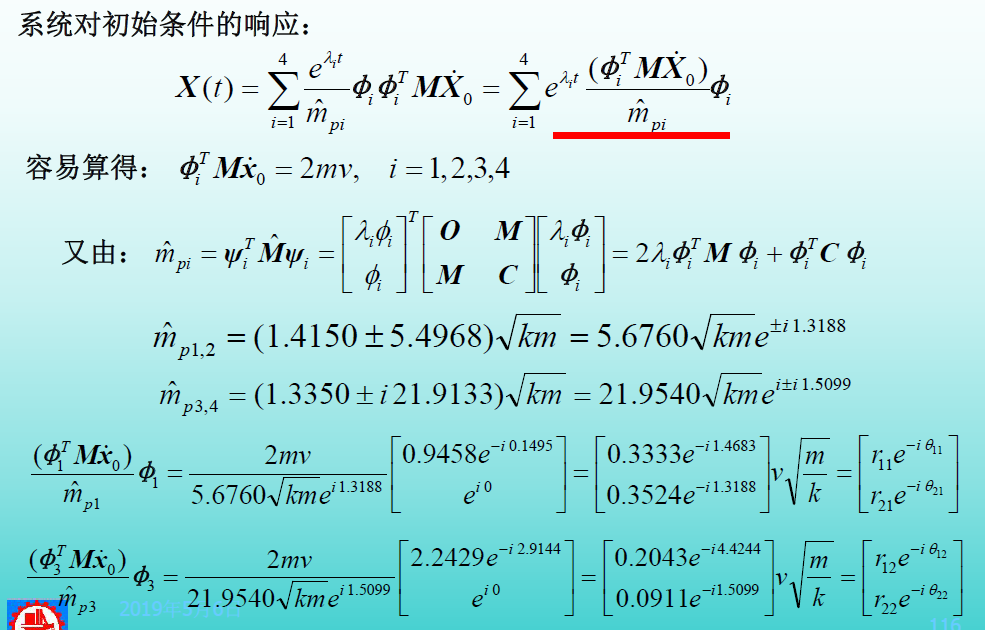 系统对初始条件的响应：
$X(t) = \sum_{i=1}^{4} \frac{e^{\lambda_i t}}{\hat{m}_{pi}} \phi_i \phi_i^T M \dot{X}_0 = \sum_{i=1}^{4} e^{\lambda_i t} \frac{(\phi_i^T M \dot{X}_0)}{\hat{m}_{pi}} \phi_i$
容易算得： $\phi_i^T M \dot{x}_0 = 2mv, \quad i = 1,2,3,4$
又由： $\hat{m}_{pi} = \psi_i^T \hat{M} \psi_i = \begin{bmatrix} \lambda_i \phi_i \\ \phi_i \end{bmatrix}^T \begin{bmatrix} O & M \\ M & C \end{bmatrix} \begin{bmatrix} \lambda_i \phi_i \\ \phi_i \end{bmatrix} = 2\lambda_i \phi_i^T M \phi_i + \phi_i^T C \phi_i$
$\hat{m}_{p1,2} = (1.4150 \pm 5.4968)\sqrt{km} = 5.6760\sqrt{km} e^{\pm i 1.3188}$
$\hat{m}_{p3,4} = (1.3350 \pm i 21.9133)\sqrt{km} = 21.9540\sqrt{km} e^{i \pm i 1.5099}$
$\frac{(\phi_1^T M \dot{x}_0)}{\hat{m}_{p1}} \phi_1 = \frac{2mv}{5.6760\sqrt{km} e^{i 1.3188}} \begin{bmatrix} 0.9458e^{-i 0.1495} \\ e^{i 0} \end{bmatrix} = \begin{bmatrix} 0.3333e^{-i 1.4683} \\ 0.3524e^{-i 1.3188} \end{bmatrix} v \sqrt{\frac{m}{k}} = \begin{bmatrix} r_{11} e^{-i \theta_{11}} \\ r_{21} e^{-i \theta_{21}} \end{bmatrix}$
$\frac{(\phi_3^T M \dot{x}_0)}{\hat{m}_{p3}} \phi_3 = \frac{2mv}{21.9540\sqrt{km} e^{i 1.5099}} \begin{bmatrix} 2.2429e^{-i 2.9144} \\ e^{i 0} \end{bmatrix} = \begin{bmatrix} 0.2043e^{-i 4.4244} \\ 0.0911e^{-i 1.5099} \end{bmatrix} v \sqrt{\frac{m}{k}} = \begin{bmatrix} r_{12} e^{-i \theta_{12}} \\ r_{22} e^{-i \theta_{22}} \end{bmatrix}$
116